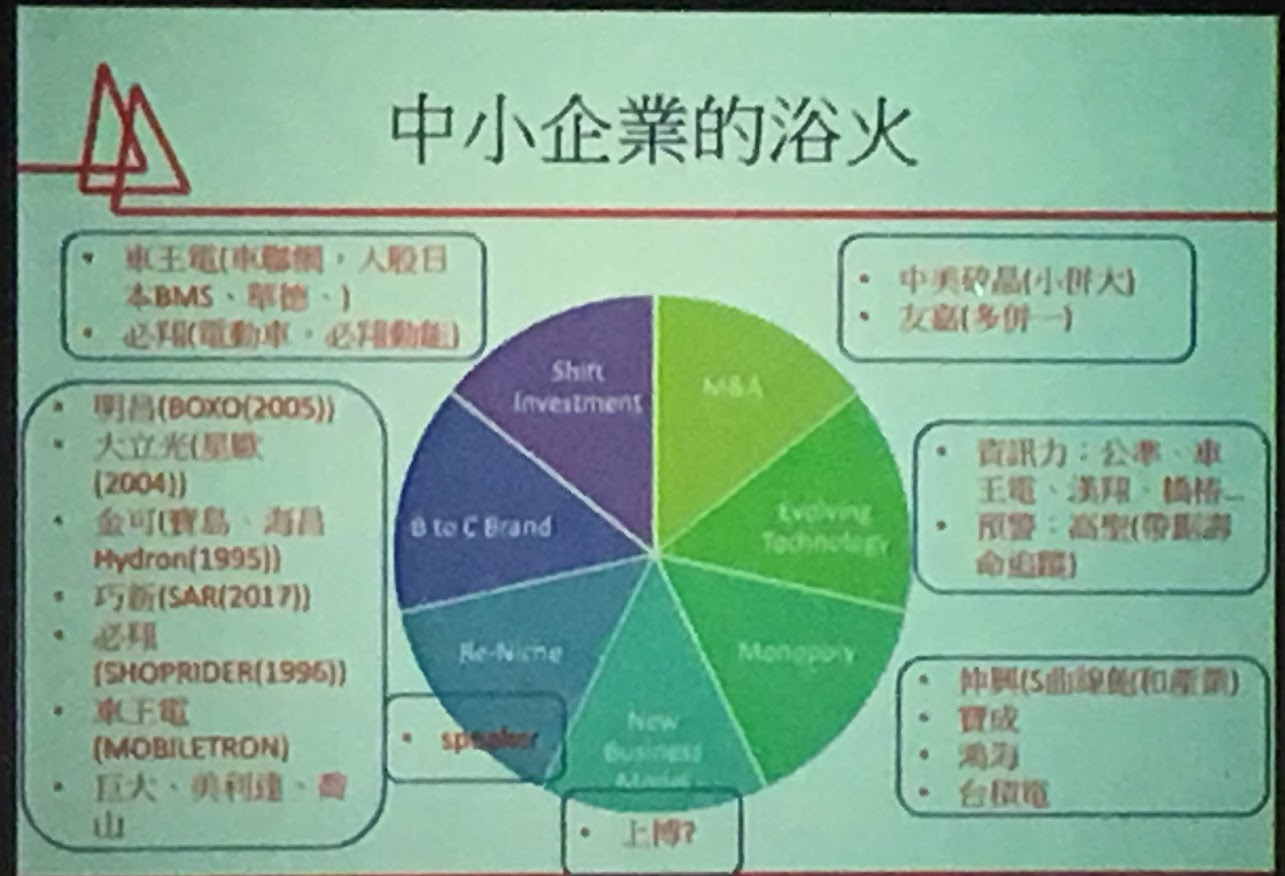 中小企業的浴火
• 車王電(車聯網，入股日
本BMS、華德、)
• 必翔(電動車，必翔動能)
• 中美矽晶(小併大)
• 友嘉(多併一)
Shift
Investment
M&A
• 明昌(BOXO(2005))
• 大立光(星歐
(2004))
• 金可(寶島、海昌
Hydron(1995))
• 巧新(SAR(2017))
• 必翔
(SHOPRIDER(1996))
• 車王電
(MOBILETRON)
• 巨大、美利達、喬
山
B to C Brand
Evolving
Technology
• 資訊力：公準、車
王電、漢翔、橋椿...
• 預警：高聖(帶鋸壽
命追蹤)
Re-Niche
Monopoly
• speaker
New
Business
Model
• 伸興(S曲線飽和產業)
• 寶成
• 鴻海
• 台積電
• 上博?